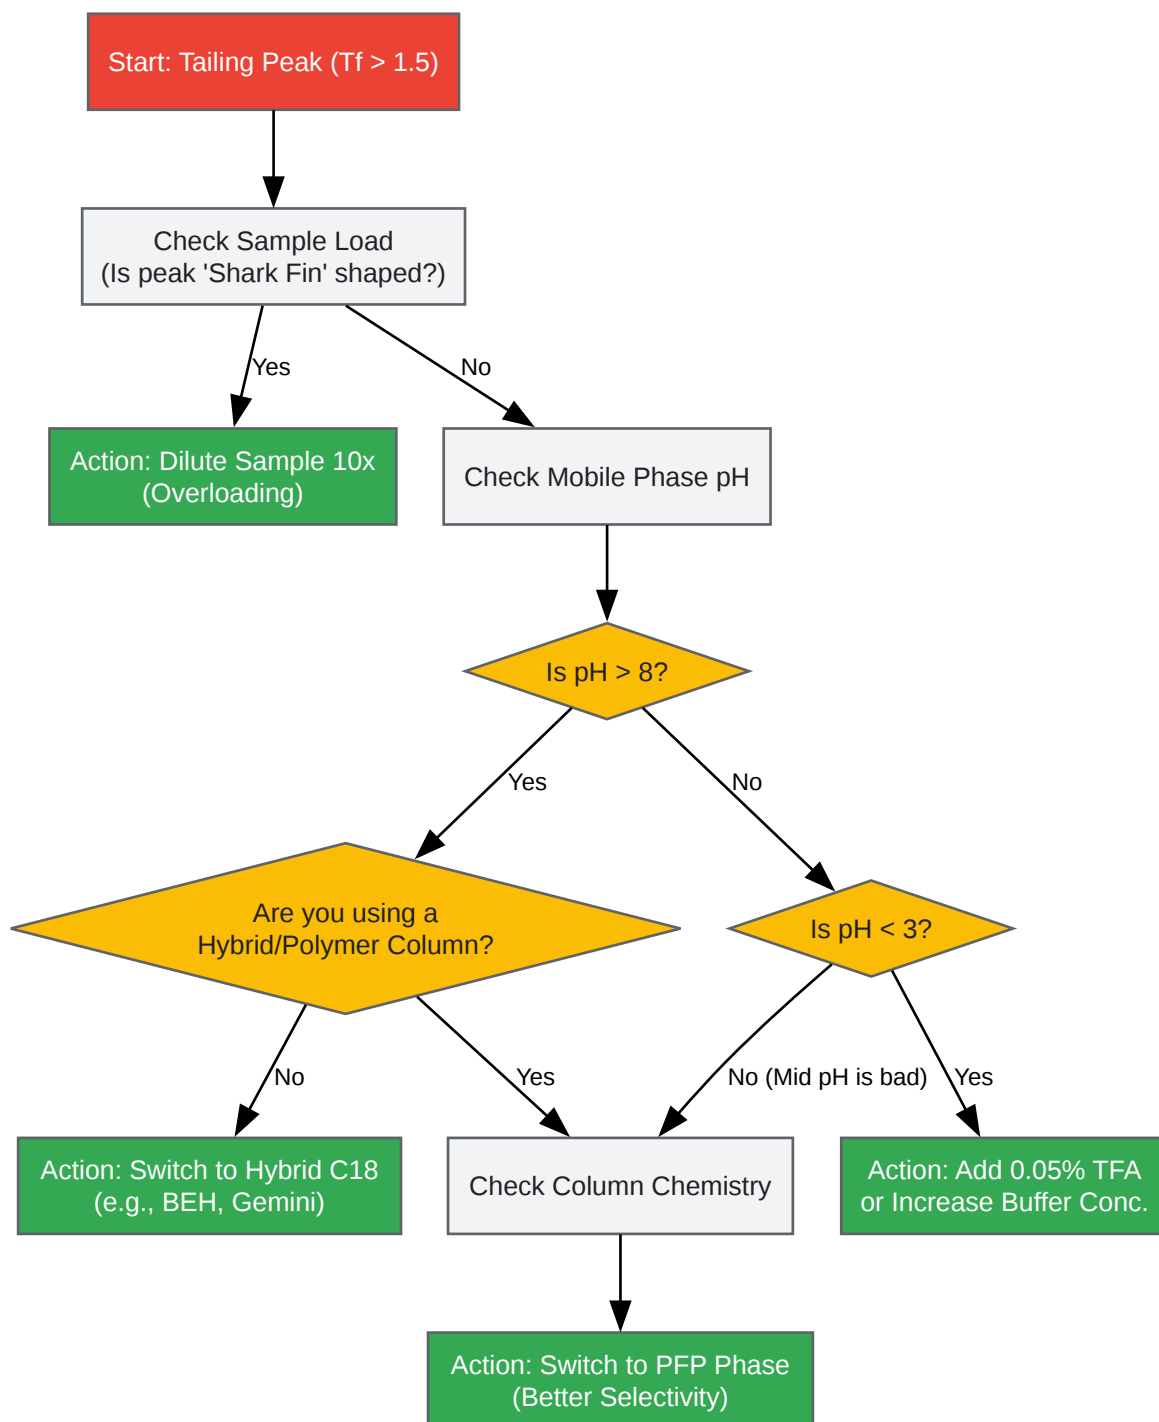 Start: Tailing Peak (Tf > 1.5)
Check Sample Load
(Is peak 'Shark Fin' shaped?)
Yes
No
Action: Dilute Sample 10x
(Overloading)
Check Mobile Phase pH
Is pH > 8?
Yes
No
Are you using a
Hybrid/Polymer Column?
Is pH < 3?
No
Yes
No (Mid pH is bad)
Yes
Action: Switch to Hybrid C18
(e.g., BEH, Gemini)
Check Column Chemistry
Action: Add 0.05% TFA
or Increase Buffer Conc.
Action: Switch to PFP Phase
(Better Selectivity)